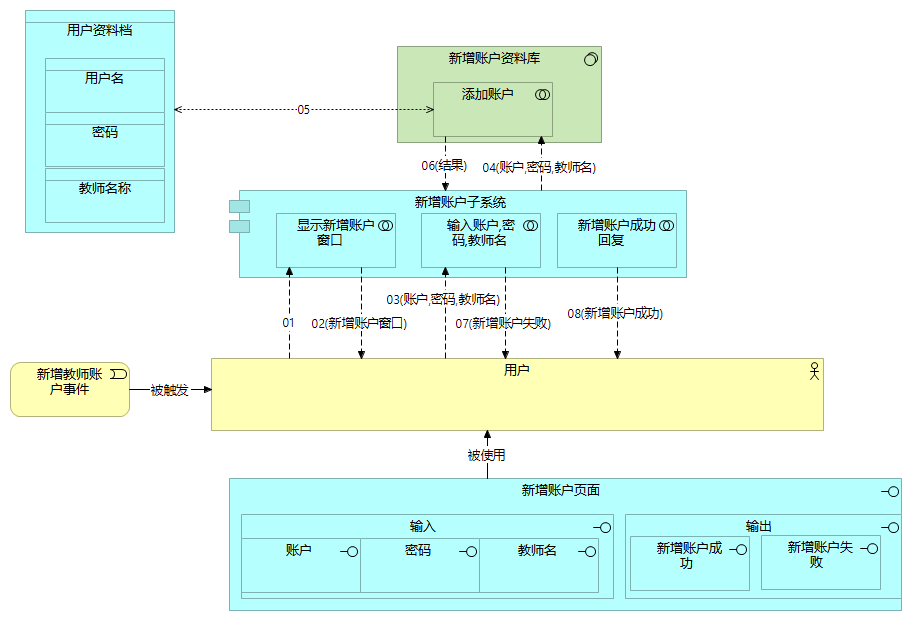 用户资料档
用户名
密码
教师名称
05
新增账户资料库
添加账户
06(结果)
04(账户,密码,教师名)
新增账户子系统
显示新增账户
窗口
输入账户,密
码,教师名
新增账户成功
回复
01
02(新增账户窗口)
03(账户,密码,教师名)
07(新增账户失败)
08(新增账户成功)
新增教师账
户事件
被触发
用户
被使用
新增账户页面
输入
账户
密码
教师名
输出
新增账户成
功
新增账户失
败